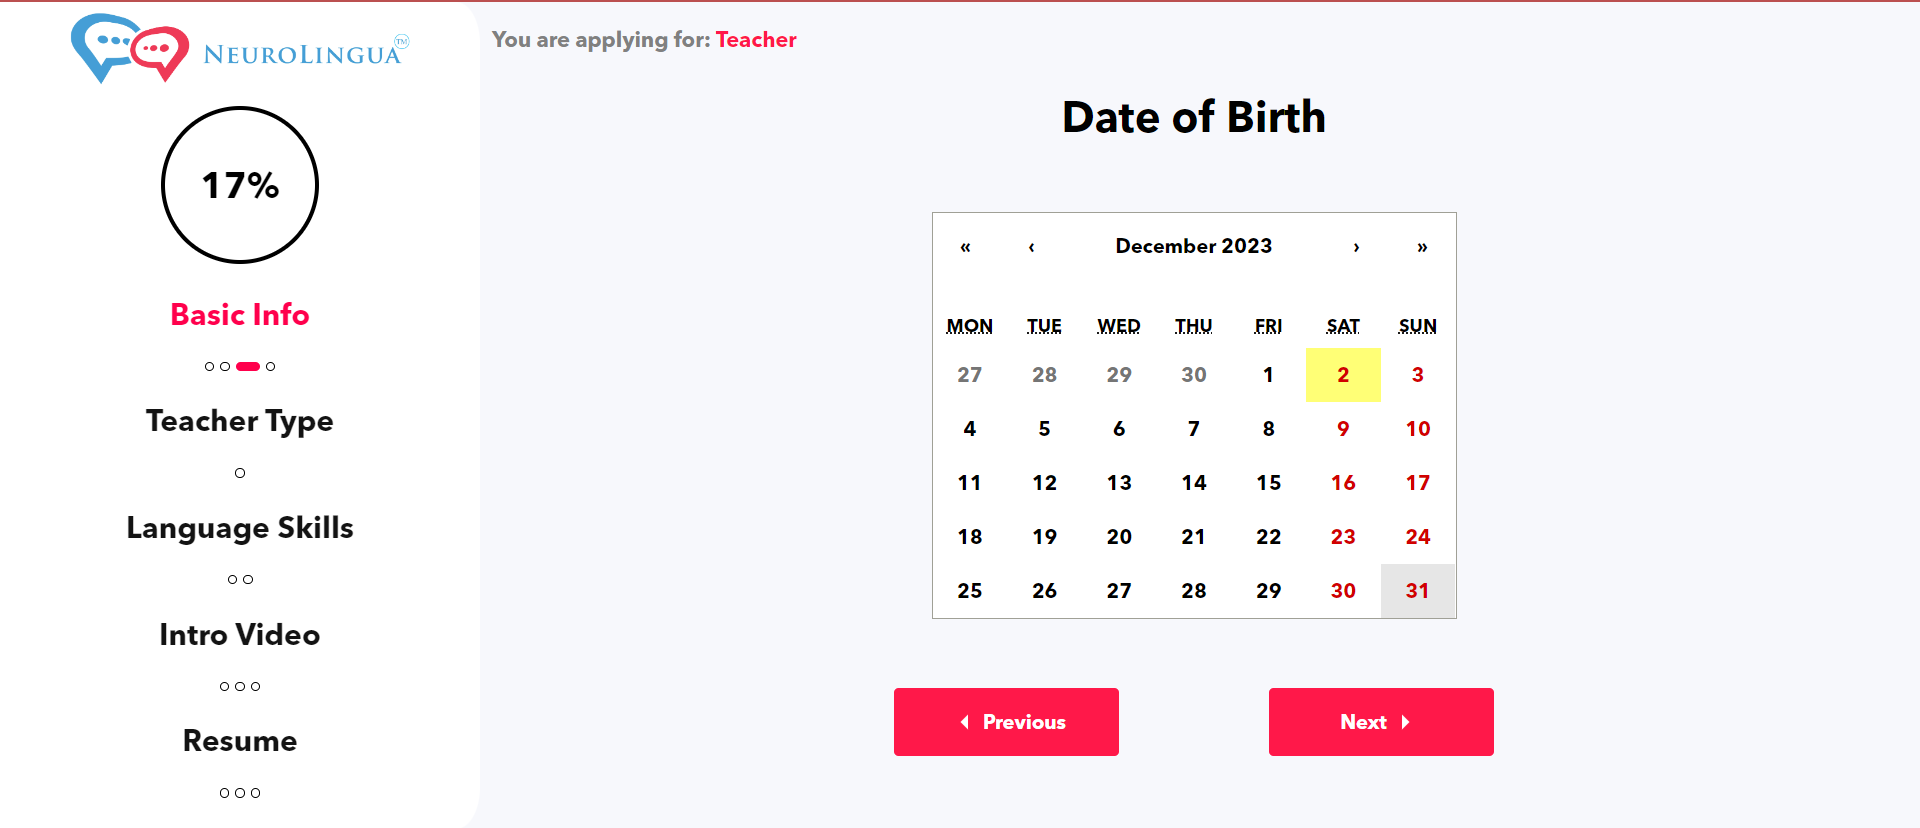 NEUROLINGUA™
17%
Basic Info
Teacher Type
Language Skills
Intro Video
Resume
You are applying for: Teacher
Date of Birth
« ‹ December 2023 › »
MON TUE WED THU FRI SAT SUN
27 28 29 30 1 2 3
4 5 6 7 8 9 10
11 12 13 14 15 16 17
18 19 20 21 22 23 24
25 26 27 28 29 30 31
Previous Next